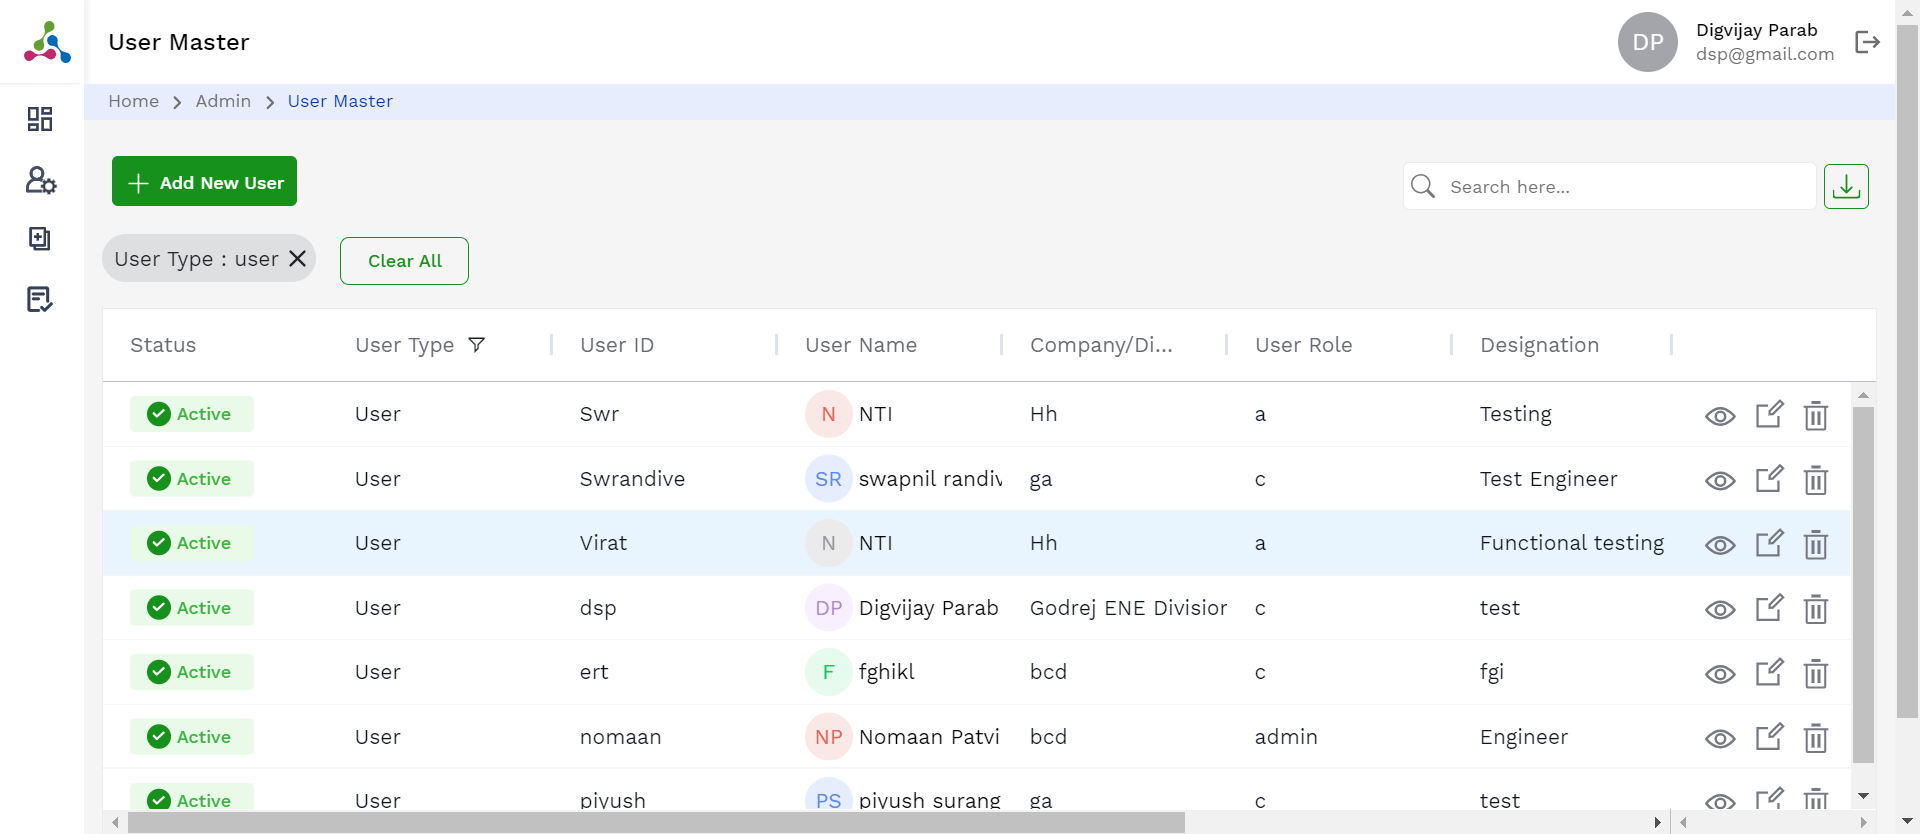 User Master
DP
Digvijay Parab
dsp@gmail.com
Home Admin User Master
Add New User
Search here...
User Type : user
Clear All
Status User Type User ID User Name Company/Di... User Role Designation
Active User Swr N NTI Hh a Testing
Active User Swrandive SR swapnil randiv ga c Test Engineer
Active User Virat N NTI Hh a Functional testing
Active User dsp DP Digvijay Parab Godrej ENE Division c test
Active User ert F fghikl bcd c fgi
Active User nomaan NP Nomaan Patvi bcd admin Engineer
Active User piyush PS piyush surang ga c test